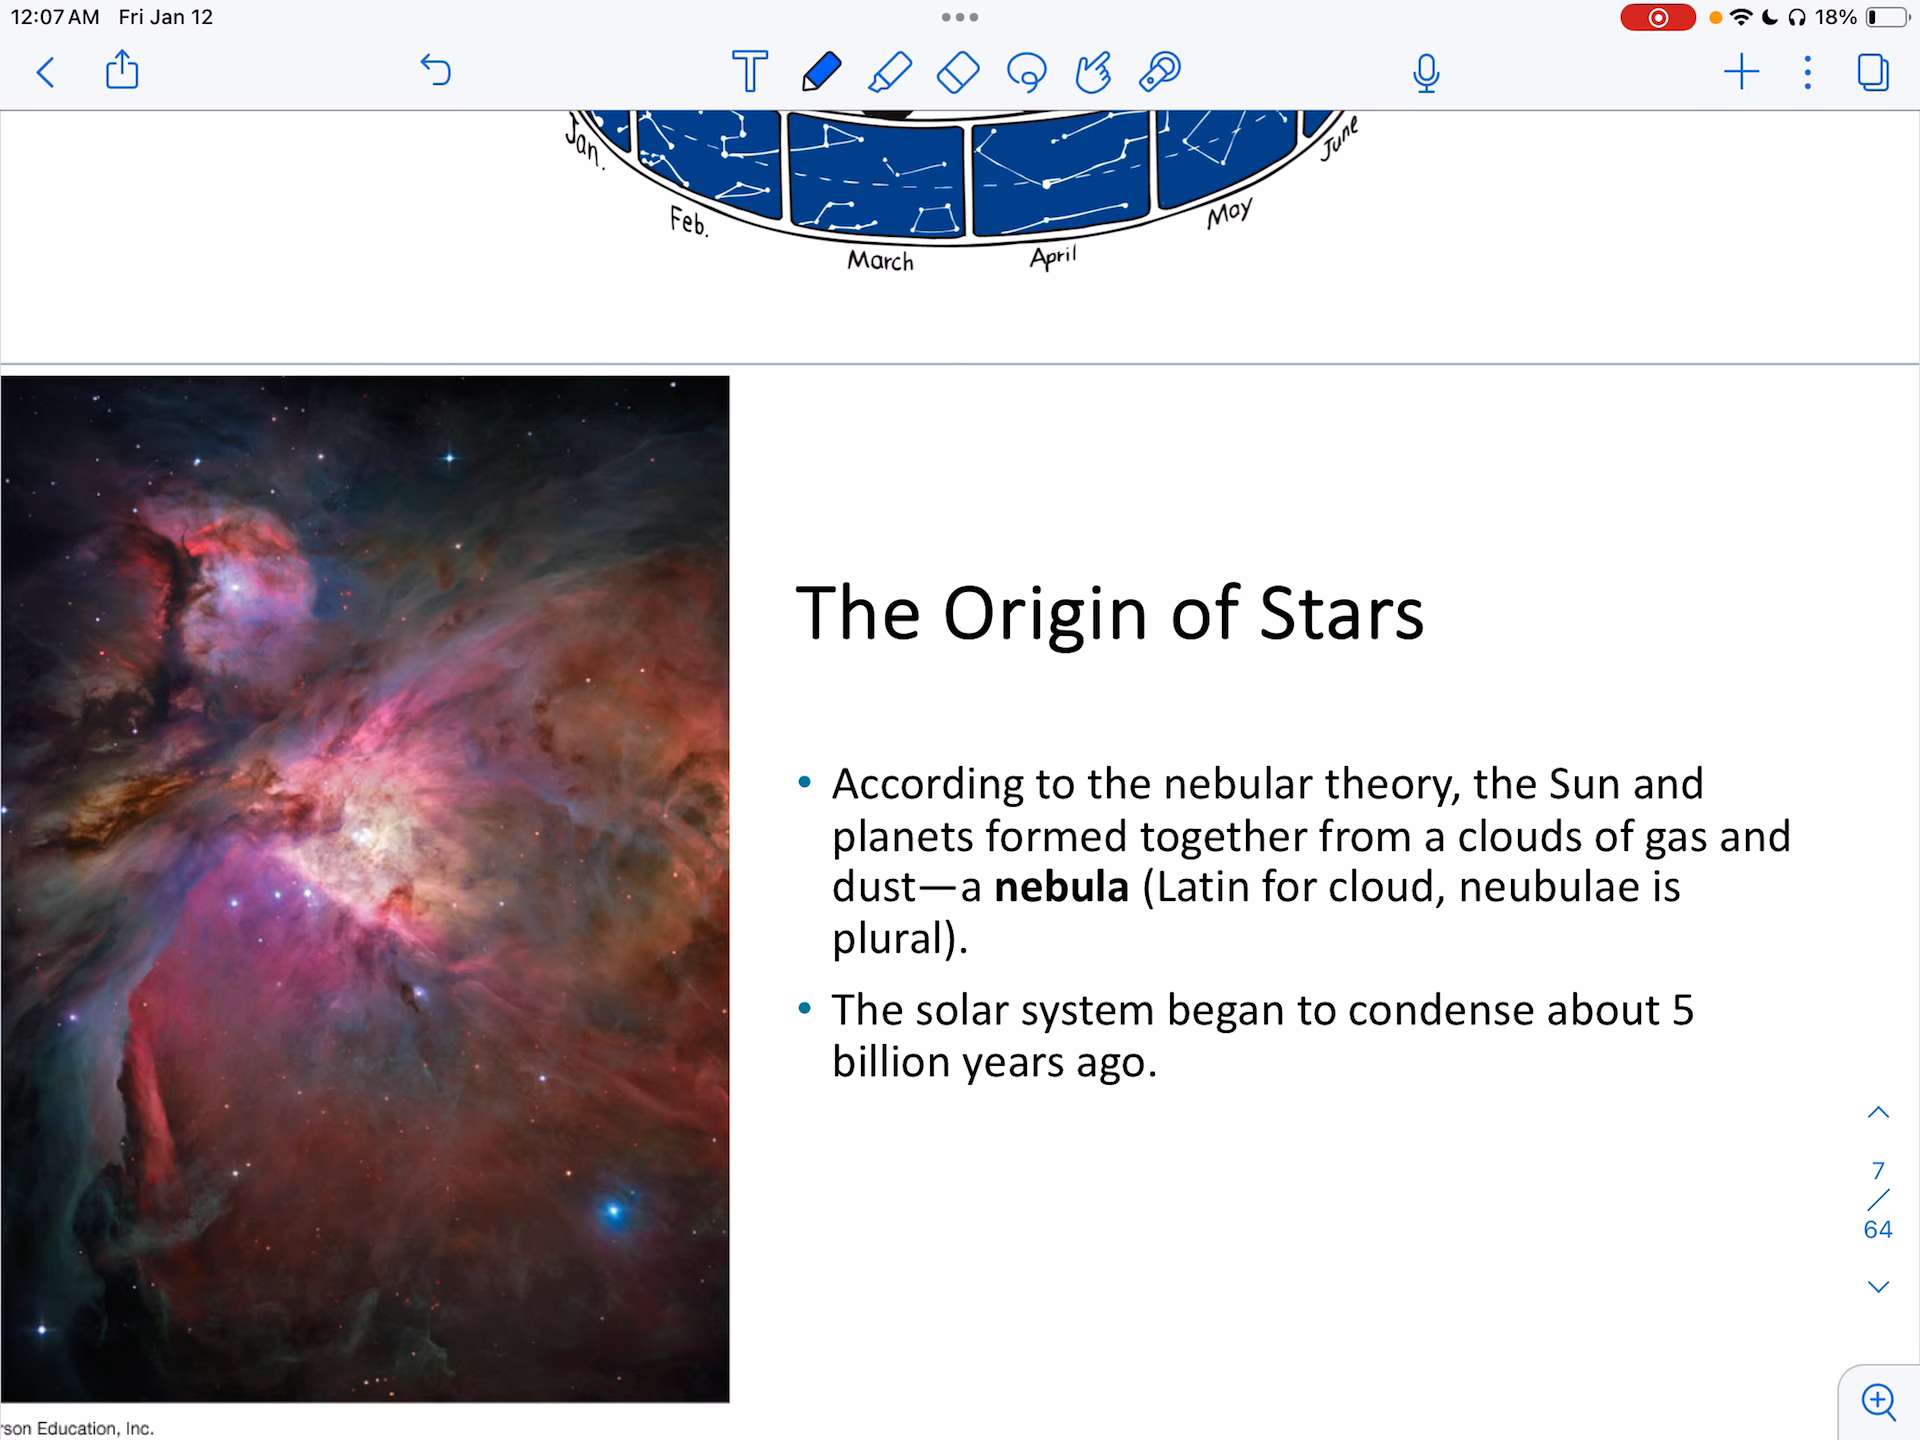 12:07 AM Fri Jan 12
18%
Jan.
June
Feb.
May
March
April
The Origin of Stars
• According to the nebular theory, the Sun and
planets formed together from a clouds of gas and
dust—a nebula (Latin for cloud, neubulae is
plural).
• The solar system began to condense about 5
billion years ago.
7
/
64
rson Education, Inc.